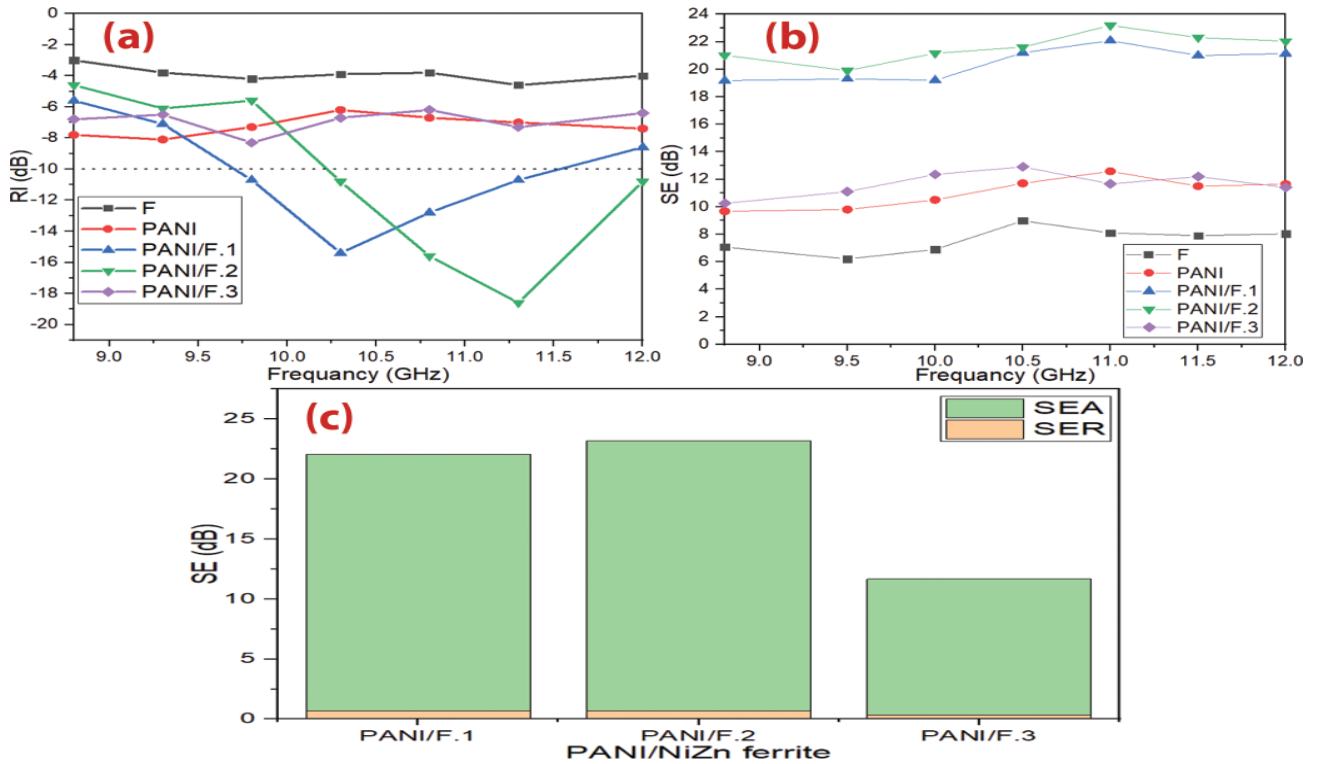 (a)
RI (dB)
0
-2
-4
-6
-8
-10
-12
-14
-16
-18
-20
F
PANI
PANI/F.1
PANI/F.2
PANI/F.3
9.0 9.5 10.0 10.5 11.0 11.5 12.0
Frequancy (GHz)
(b)
SE (dB)
24
22
20
18
16
14
12
10
8
6
4
2
0
F
PANI
PANI/F.1
PANI/F.2
PANI/F.3
9.0 9.5 10.0 10.5 11.0 11.5 12.0
Frequency (GHz)
(c)
SE (dB)
25
20
15
10
5
0
SEA
SER
PANI/F.1 PANI/F.2 PANI/F.3
PANI/NiZn ferrite